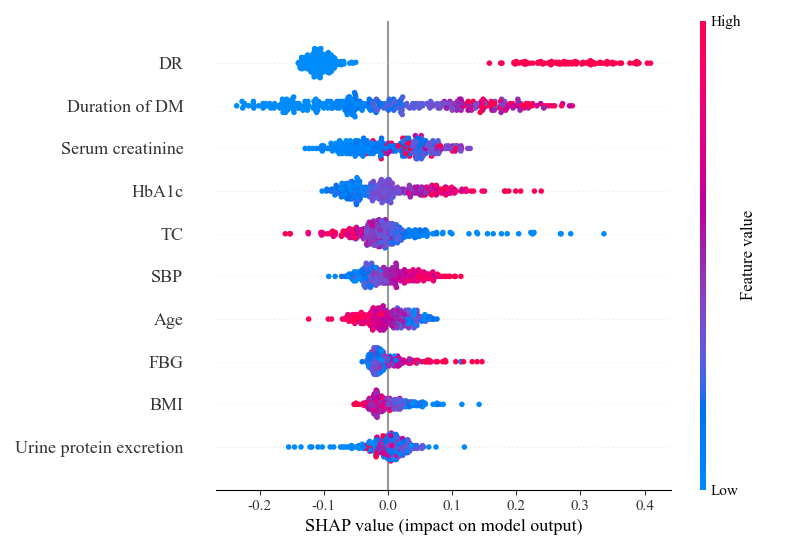 High
DR
Duration of DM
Serum creatinine
HbA1c
TC
SBP
Age
FBG
BMI
Urine protein excretion
Feature value
Low
-0.2 -0.1 0.0 0.1 0.2 0.3 0.4
SHAP value (impact on model output)